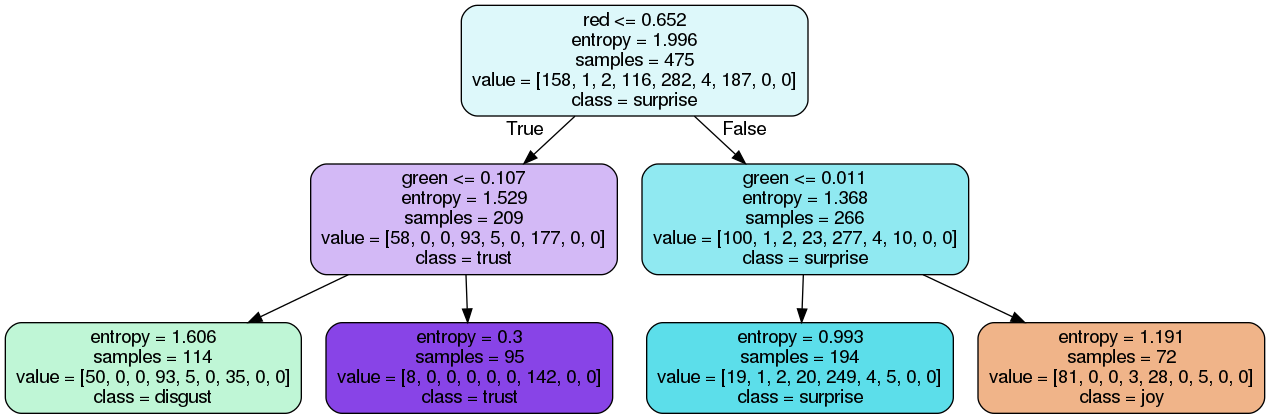 red <= 0.652
entropy = 1.996
samples = 475
value = [158, 1, 2, 116, 282, 4, 187, 0, 0]
class = surprise
True
False
green <= 0.107
entropy = 1.529
samples = 209
value = [58, 0, 0, 93, 5, 0, 177, 0, 0]
class = trust
green <= 0.011
entropy = 1.368
samples = 266
value = [100, 1, 2, 23, 277, 4, 10, 0, 0]
class = surprise
entropy = 1.606
samples = 114
value = [50, 0, 0, 93, 5, 0, 35, 0, 0]
class = disgust
entropy = 0.3
samples = 95
value = [8, 0, 0, 0, 0, 0, 142, 0, 0]
class = trust
entropy = 0.993
samples = 194
value = [19, 1, 2, 20, 249, 4, 5, 0, 0]
class = surprise
entropy = 1.191
samples = 72
value = [81, 0, 0, 3, 28, 0, 5, 0, 0]
class = joy